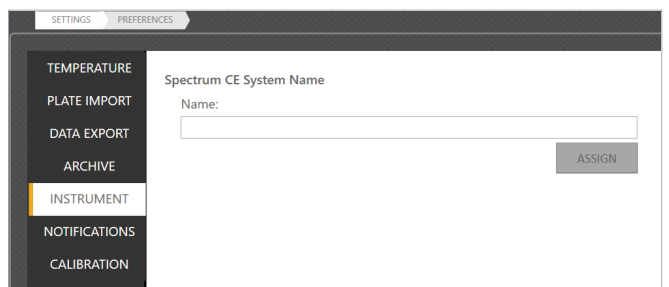 SETTINGS PREFERENCES
TEMPERATURE
PLATE IMPORT
DATA EXPORT
ARCHIVE
INSTRUMENT
NOTIFICATIONS
CALIBRATION
Spectrum CE System Name
Name:
ASSIGN